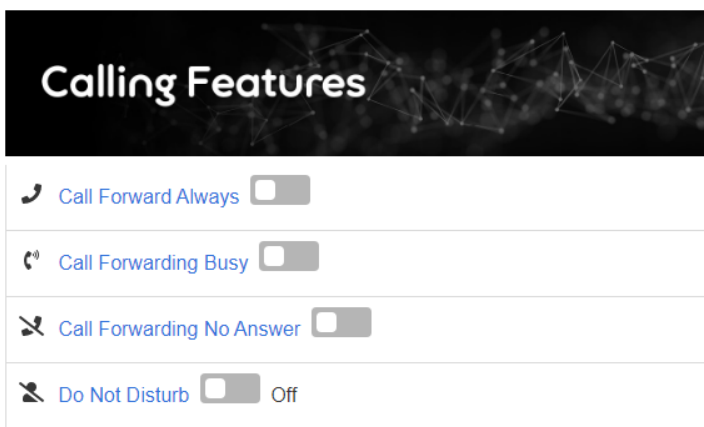 Calling Features
Call Forward Always
Call Forwarding Busy
Call Forwarding No Answer
Do Not Disturb Off